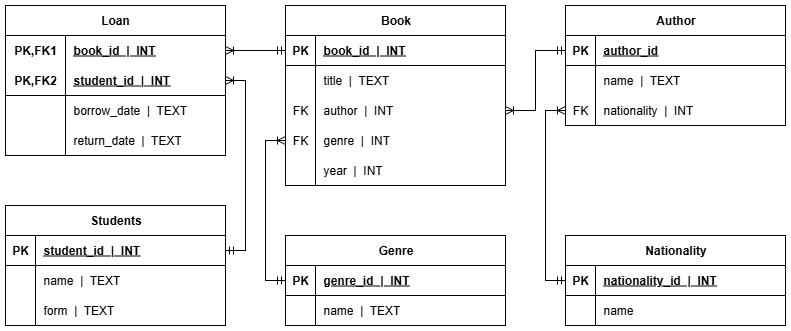 Loan
PK,FK1 book_id | INT
PK,FK2 student_id | INT
borrow_date | TEXT
return_date | TEXT
Book
PK book_id | INT
title | TEXT
FK author | INT
FK genre | INT
year | INT
Author
PK author_id
name | TEXT
FK nationality | INT
Students
PK student_id | INT
name | TEXT
form | TEXT
Genre
PK genre_id | INT
name | TEXT
Nationality
PK nationality_id | INT
name